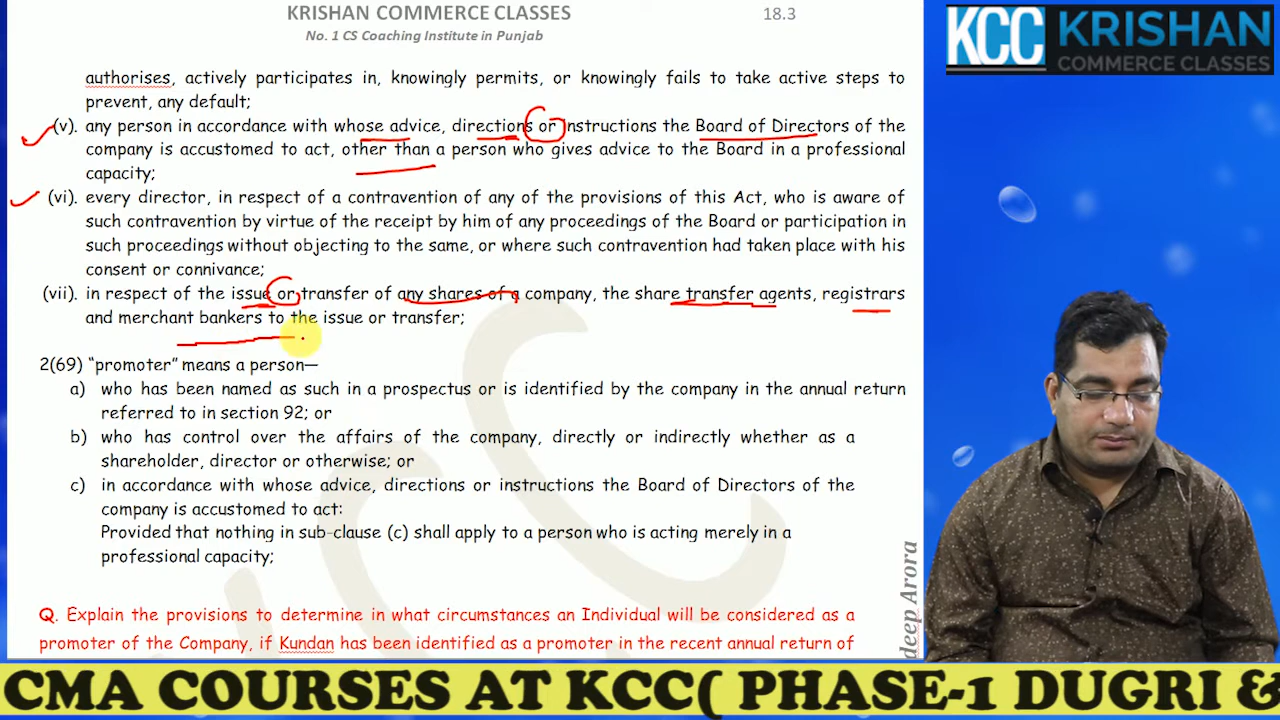 KRISHAN COMMERCE CLASSES
18.3
No. 1 CS Coaching Institute in Punjab
KCC KRISHAN
COMMERCE CLASSES
authorises, actively participates in, knowingly permits, or knowingly fails to take active steps to
prevent, any default;
(v). any person in accordance with whose advice, directions or instructions the Board of Directors of the
company is accustomed to act, other than a person who gives advice to the Board in a professional
capacity;
(vi). every director, in respect of a contravention of any of the provisions of this Act, who is aware of
such contravention by virtue of the receipt by him of any proceedings of the Board or participation in
such proceedings without objecting to the same, or where such contravention had taken place with his
consent or connivance;
(vii). in respect of the issue or transfer of any shares of a company, the share transfer agents, registrars
and merchant bankers to the issue or transfer;
2(69) “promoter” means a person—
a) who has been named as such in a prospectus or is identified by the company in the annual return
referred to in section 92; or
b) who has control over the affairs of the company, directly or indirectly whether as a
shareholder, director or otherwise; or
c) in accordance with whose advice, directions or instructions the Board of Directors of the
company is accustomed to act:
Provided that nothing in sub-clause (c) shall apply to a person who is acting merely in a
professional capacity;
Q. Explain the provisions to determine in what circumstances an Individual will be considered as a
promoter of the Company, if Kundan has been identified as a promoter in the recent annual return of
deep Arora
CMA COURSES AT KCC( PHASE-1 DUGRI &